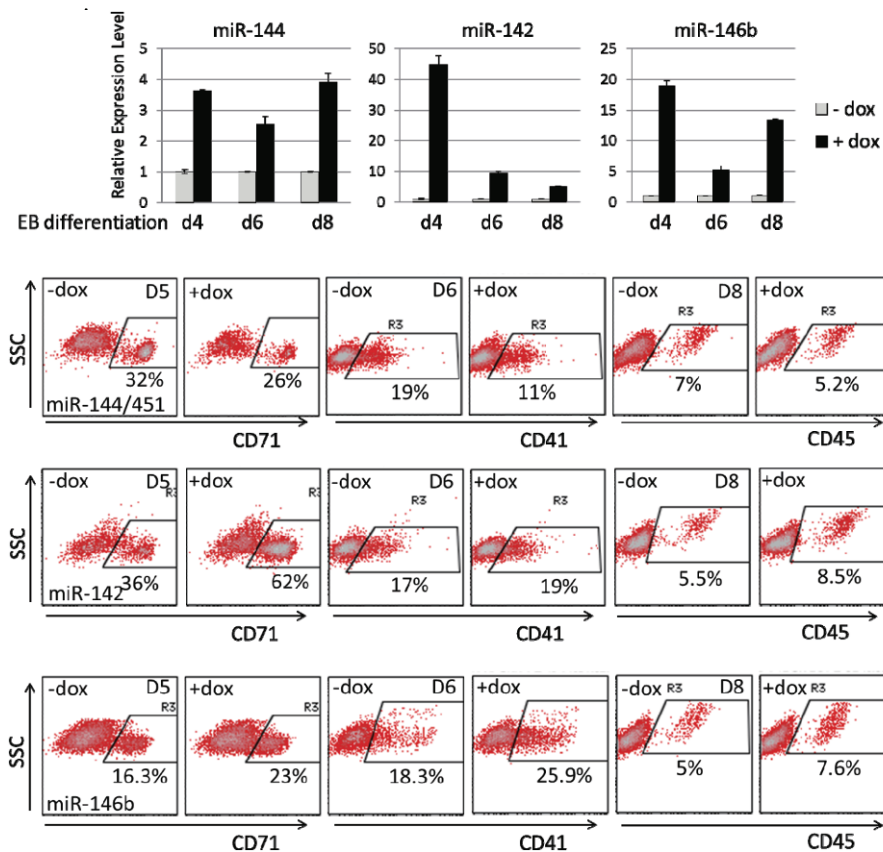 miR-144 miR-142 miR-146b
Relative Expression Level
5 4 3 2 1 0
50 40 30 20 10 0
25 20 15 10 5 0
- dox
+ dox
EB differentiation d4 d6 d8 d4 d6 d8 d4 d6 d8
-dox D5 +dox -dox D6 +dox -dox D8 +dox
R3 R3 R3 R3
SSC
32% 26% 19% 11% 7% 5.2%
miR-144/451
CD71 CD41 CD45
-dox D5 +dox -dox D6 +dox -dox D8 +dox
R3 R3 R3 R3
SSC
36% 62% 17% 19% 5.5% 8.5%
miR-142
CD71 CD41 CD45
-dox D5 +dox -dox D6 +dox -dox R3 D8 +dox R3
R3 R3 R3
SSC
16.3% 23% 18.3% 25.9% 5% 7.6%
miR-146b
CD71 CD41 CD45